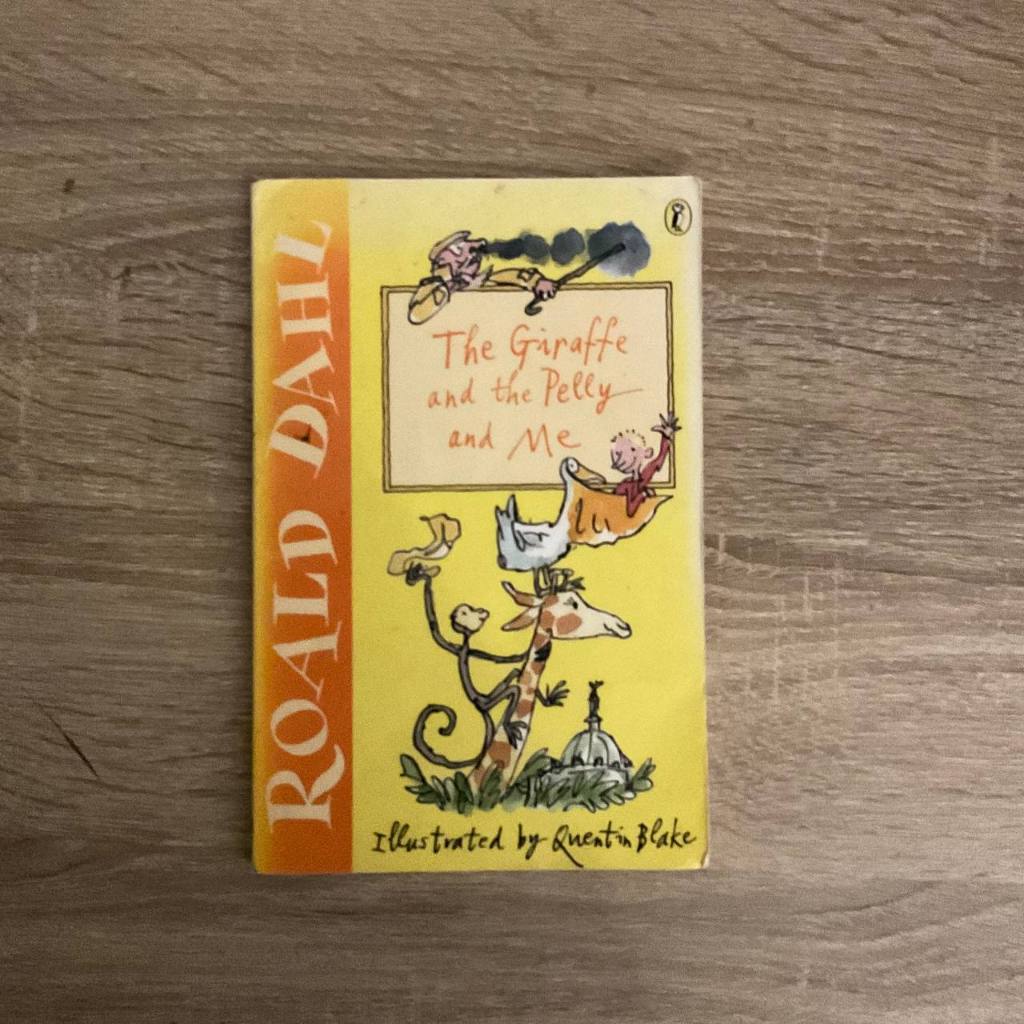 ROALD DAHL
The Giraffe
and the Pelly
and Me
Illustrated by Quentin Blake